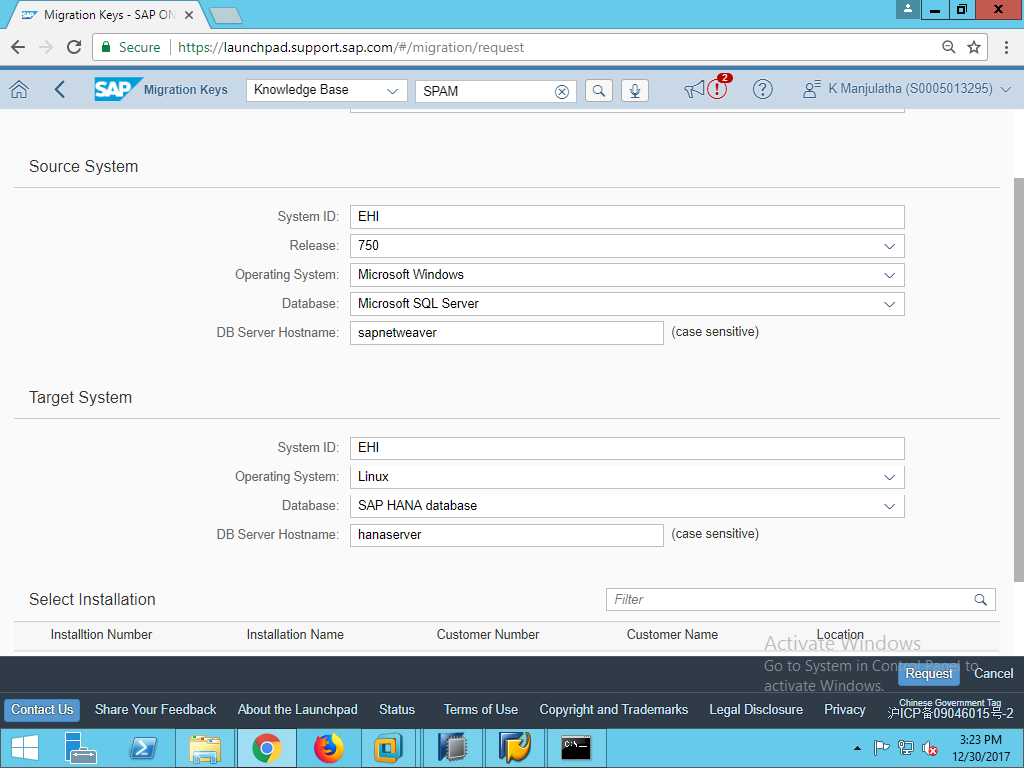 SAP Migration Keys - SAP ON
Secure https://launchpad.support.sap.com/#/migration/request
SAP Migration Keys Knowledge Base SPAM 2 K Manjulatha (S0005013295)
Source System
System ID: EHI
Release: 750
Operating System: Microsoft Windows
Database: Microsoft SQL Server
DB Server Hostname: sapnetweaver (case sensitive)
Target System
System ID: EHI
Operating System: Linux
Database: SAP HANA database
DB Server Hostname: hanaserver (case sensitive)
Select Installation Filter
Installtion Number Installation Name Customer Number Customer Name Location
Activate Windows
Go to System in Control Panel to
activate Windows.
Request Cancel
Contact Us Share Your Feedback About the Launchpad Status Terms of Use Copyright and Trademarks Legal Disclosure Privacy
Chinese Government Tag
沪ICP备09046015号-2
C:\
3:23 PM
12/30/2017